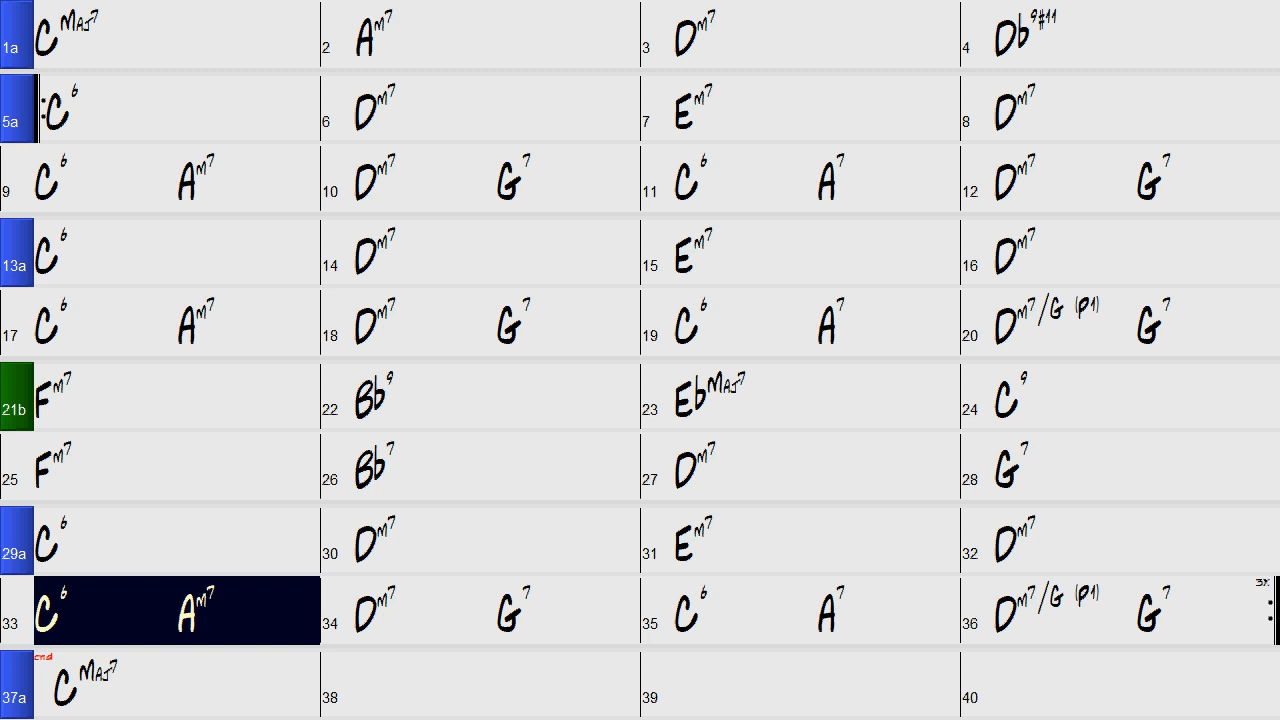 1a CMAJ7 2 AM7 3 DM7 4 Db9#11
5a C6 6 DM7 7 EM7 8 DM7
9 C6 AM7 10 DM7 G7 11 C6 A7 12 DM7 G7
13a C6 14 DM7 15 EM7 16 DM7
17 C6 AM7 18 DM7 G7 19 C6 A7 20 DM7/G (P1) G7
21b FM7 22 Bb9 23 EbMAJ7 24 C9
25 FM7 26 Bb7 27 DM7 28 G7
29a C6 30 DM7 31 EM7 32 DM7
33 C6 AM7 34 DM7 G7 35 C6 A7 36 DM7/G (P1) G7 3X
37a end CMAJ7 38 39 40